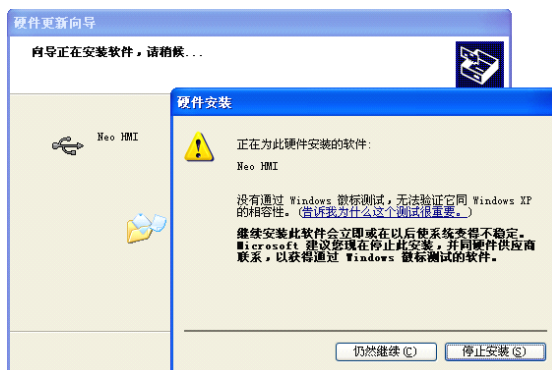 硬件更新向导
向导正在安装软件，请稍候...
Neo HMI
硬件安装
正在为此硬件安装的软件:
Neo HMI
没有通过 Windows 徽标测试，无法验证它同 Windows XP
的相容性。(告诉我为什么这个测试很重要。)
继续安装此软件会立即或在以后使系统变得不稳定。
Microsoft 建议您现在停止此安装，并同硬件供应商
联系，以获得通过 Windows 徽标测试的软件。
仍然继续(C)
停止安装(S)